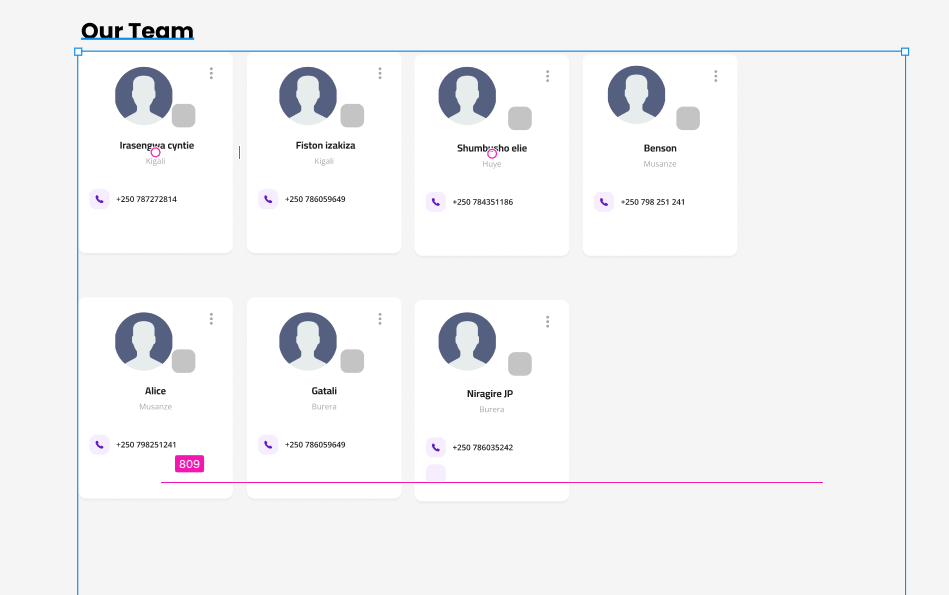 Our Team
Irasengwa cyntie
Kigali
+250 787272814
Fiston izakiza
Kigali
+250 786059649
Shumbusho elie
Huye
+250 784351186
Benson
Musanze
+250 798 251 241
Alice
Musanze
+250 798251241
Gatali
Burera
+250 786059649
Niragire JP
Burera
+250 786035242
809